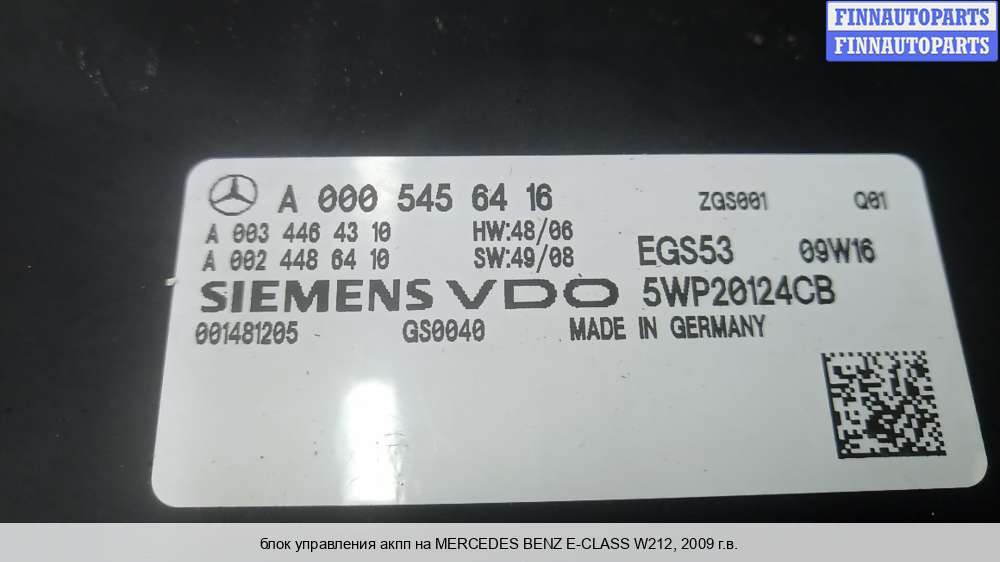 FINNAUTOPARTS
FINNAUTOPARTS
A 000 545 64 16 ZGS001 Q01
A 003 446 43 10 HW:48/06
A 002 448 64 10 SW:49/08 EGS53 09W16
SIEMENS VDO 5WP20124CB
001481205 GS0040 MADE IN GERMANY
блок управления акпп на MERCEDES BENZ E-CLASS W212, 2009 г.в.